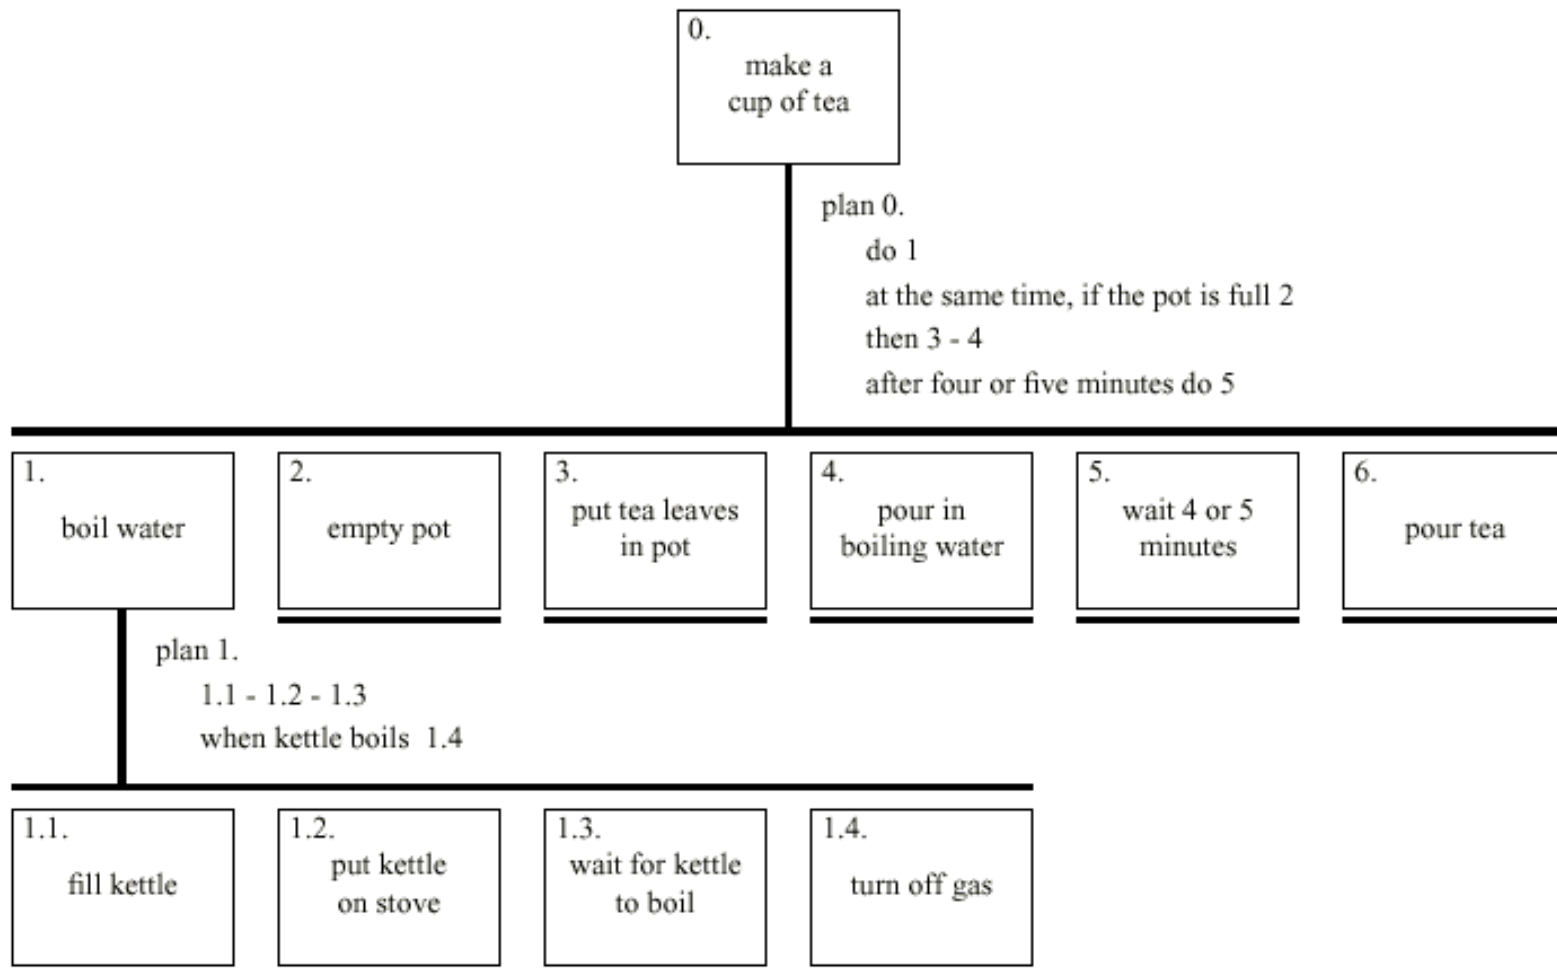 0.
make a
cup of tea
plan 0.
do 1
at the same time, if the pot is full 2
then 3 - 4
after four or five minutes do 5
1.
boil water
2.
empty pot
3.
put tea leaves
in pot
4.
pour in
boiling water
5.
wait 4 or 5
minutes
6.
pour tea
plan 1.
1.1 - 1.2 - 1.3
when kettle boils 1.4
1.1.
fill kettle
1.2.
put kettle
on stove
1.3.
wait for kettle
to boil
1.4.
turn off gas